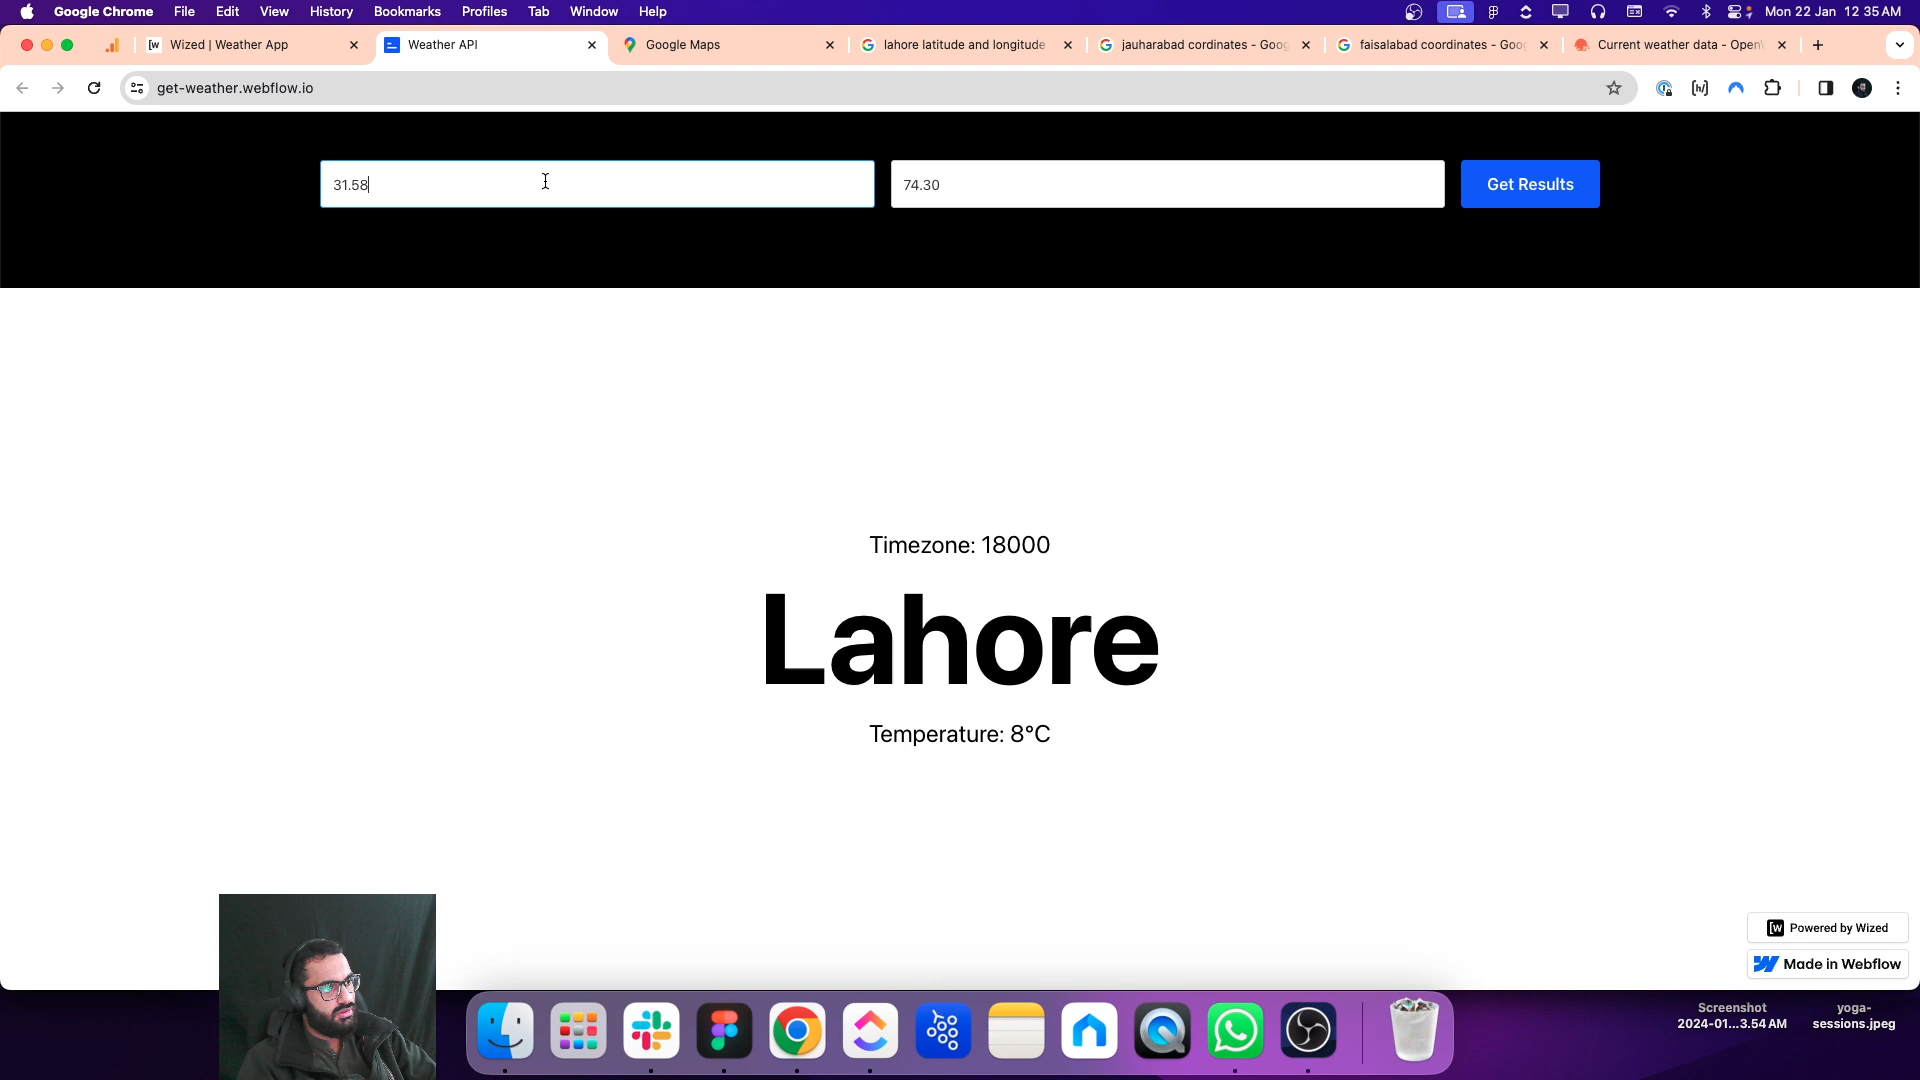 Google Chrome File Edit View History Bookmarks Profiles Tab Window Help Mon 22 Jan 12 35 AM
Wized | Weather App Weather API Google Maps lahore latitude and longitude jauharabad cordinates - Goog faisalabad coordinates - Goog Current weather data - OpenW
get-weather.webflow.io
31.58 74.30 Get Results
Timezone: 18000
Lahore
Temperature: 8°C
Powered by Wized
Made in Webflow
Screenshot
2024-01...3.54 AM
yoga-
sessions.jpeg